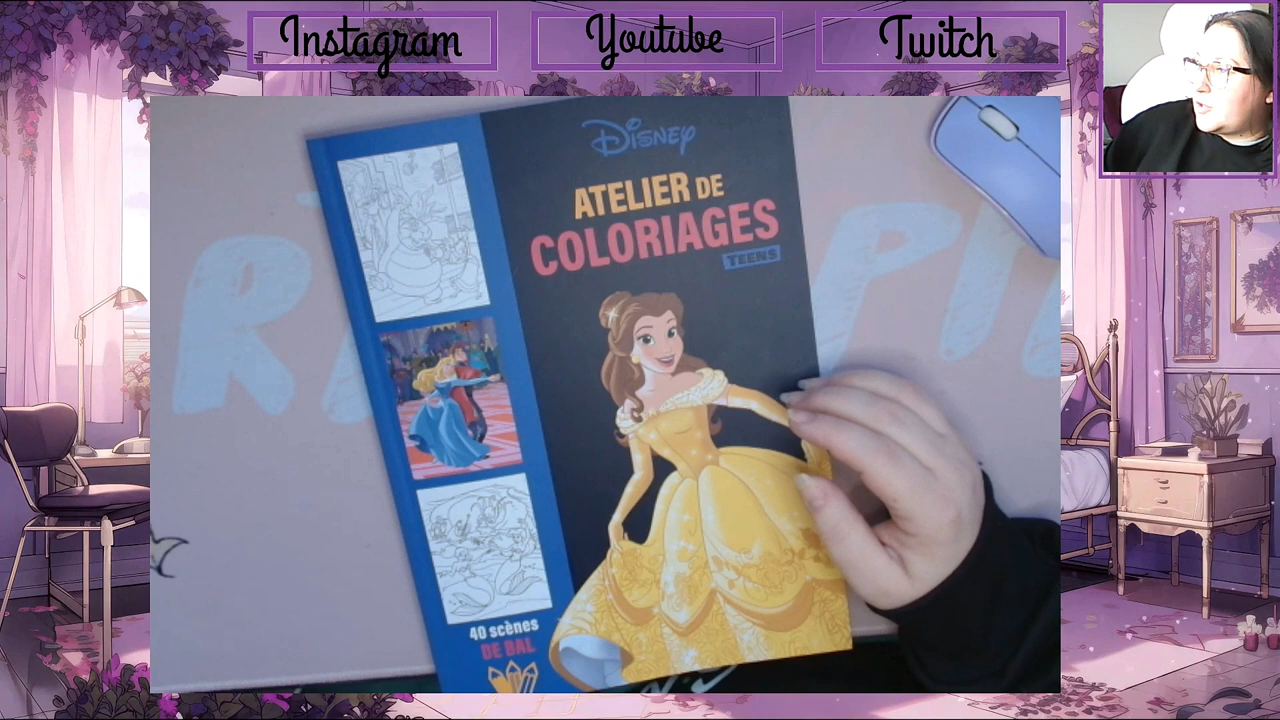 Instagram
Youtube
Twitch
Disney
ATELIER DE
COLORIAGES
TEENS
40 scènes
DE BAL